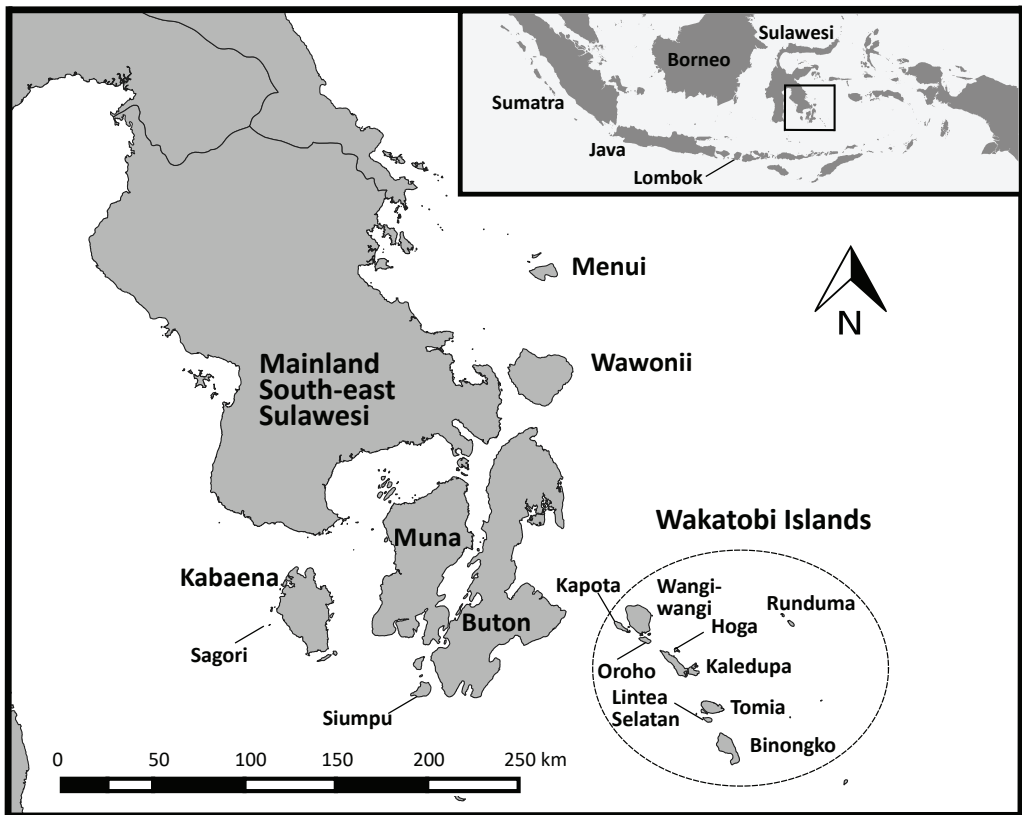 Sulawesi
Borneo
Sumatra
Java
Lombok
Menui
N
Wawonii
Mainland
South-east
Sulawesi
Wakatobi Islands
Muna
Kabaena
Kapota
Wangi-
wangi
Runduma
Buton
Hoga
Sagori
Oroho
Kaledupa
Lintea
Selatan
Tomia
Siumpu
Binongko
0 50 100 150 200 250 km